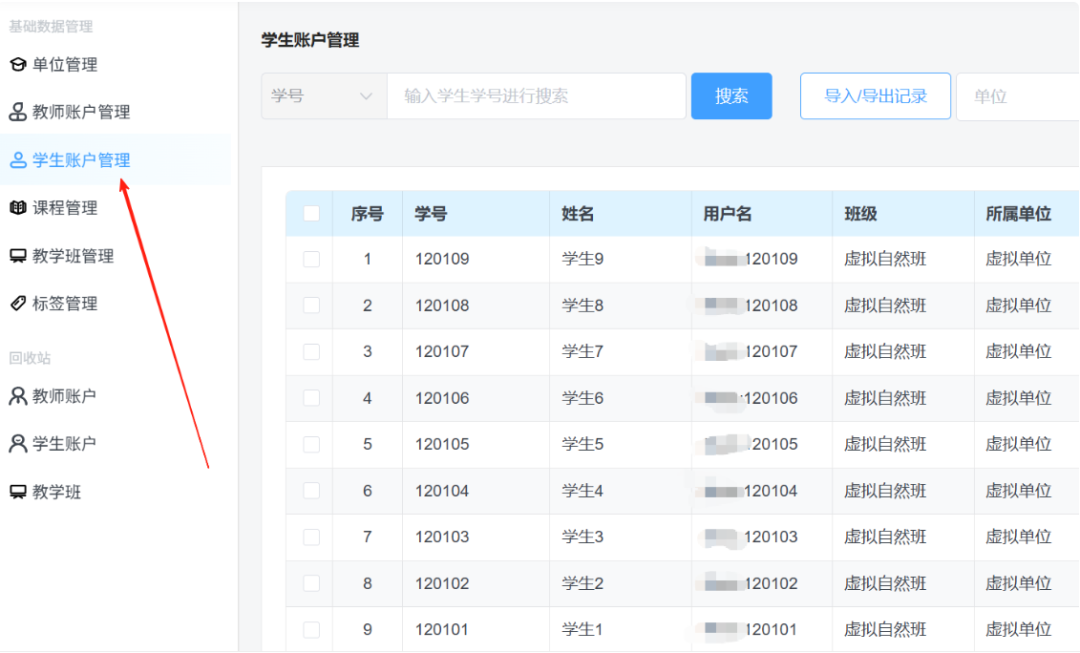 基础数据管理
单位管理
教师账户管理
学生账户管理
课程管理
教学班管理
标签管理
回收站
教师账户
学生账户
教学班
学生账户管理
学号 输入学生学号进行搜索 搜索 导入/导出记录 单位
序号 学号 姓名 用户名 班级 所属单位
1 120109 学生9 120109 虚拟自然班 虚拟单位
2 120108 学生8 120108 虚拟自然班 虚拟单位
3 120107 学生7 120107 虚拟自然班 虚拟单位
4 120106 学生6 120106 虚拟自然班 虚拟单位
5 120105 学生5 20105 虚拟自然班 虚拟单位
6 120104 学生4 120104 虚拟自然班 虚拟单位
7 120103 学生3 120103 虚拟自然班 虚拟单位
8 120102 学生2 120102 虚拟自然班 虚拟单位
9 120101 学生1 120101 虚拟自然班 虚拟单位